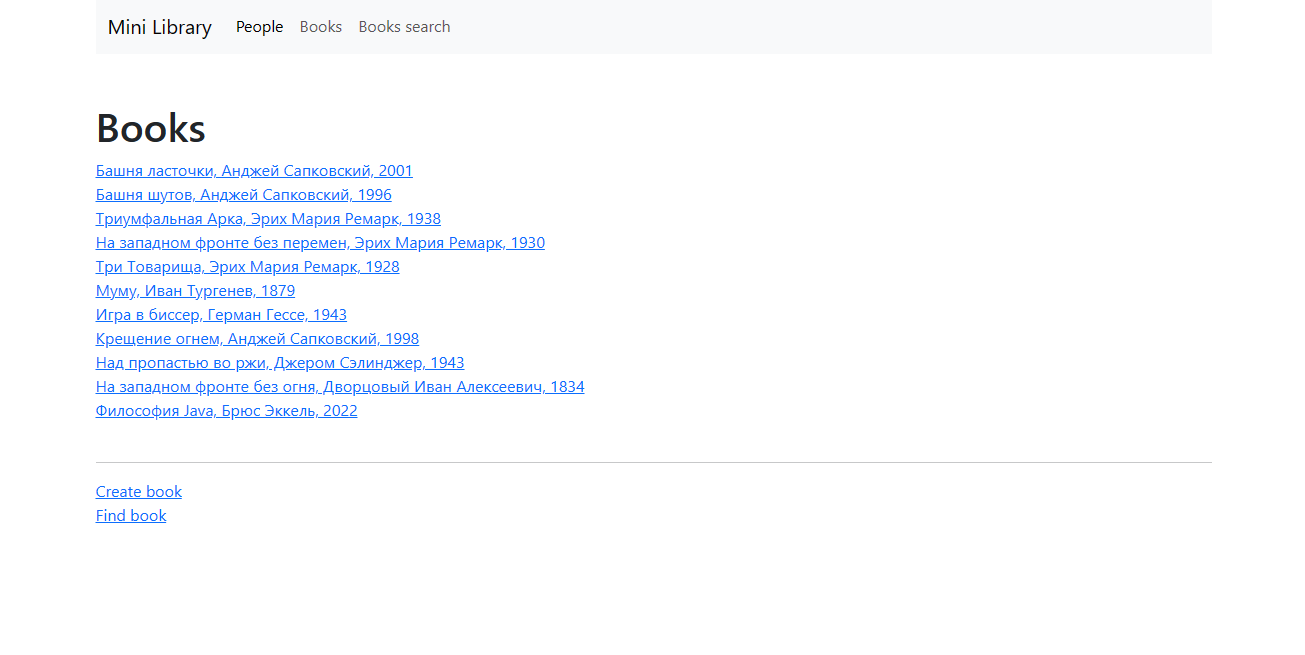 Mini Library People Books Books search
Books
Башня ласточки, Анджей Сапковский, 2001
Башня шутов, Анджей Сапковский, 1996
Триумфальная Арка, Эрих Мария Ремарк, 1938
На западном фронте без перемен, Эрих Мария Ремарк, 1930
Три Товарища, Эрих Мария Ремарк, 1928
Муму, Иван Тургенев, 1879
Игра в биссер, Герман Гессе, 1943
Крещение огнем, Анджей Сапковский, 1998
Над пропастью во ржи, Джером Сэлинджер, 1943
На западном фронте без огня, Дворцовый Иван Алексеевич, 1834
Философия Java, Брюс Эккель, 2022
Create book
Find book